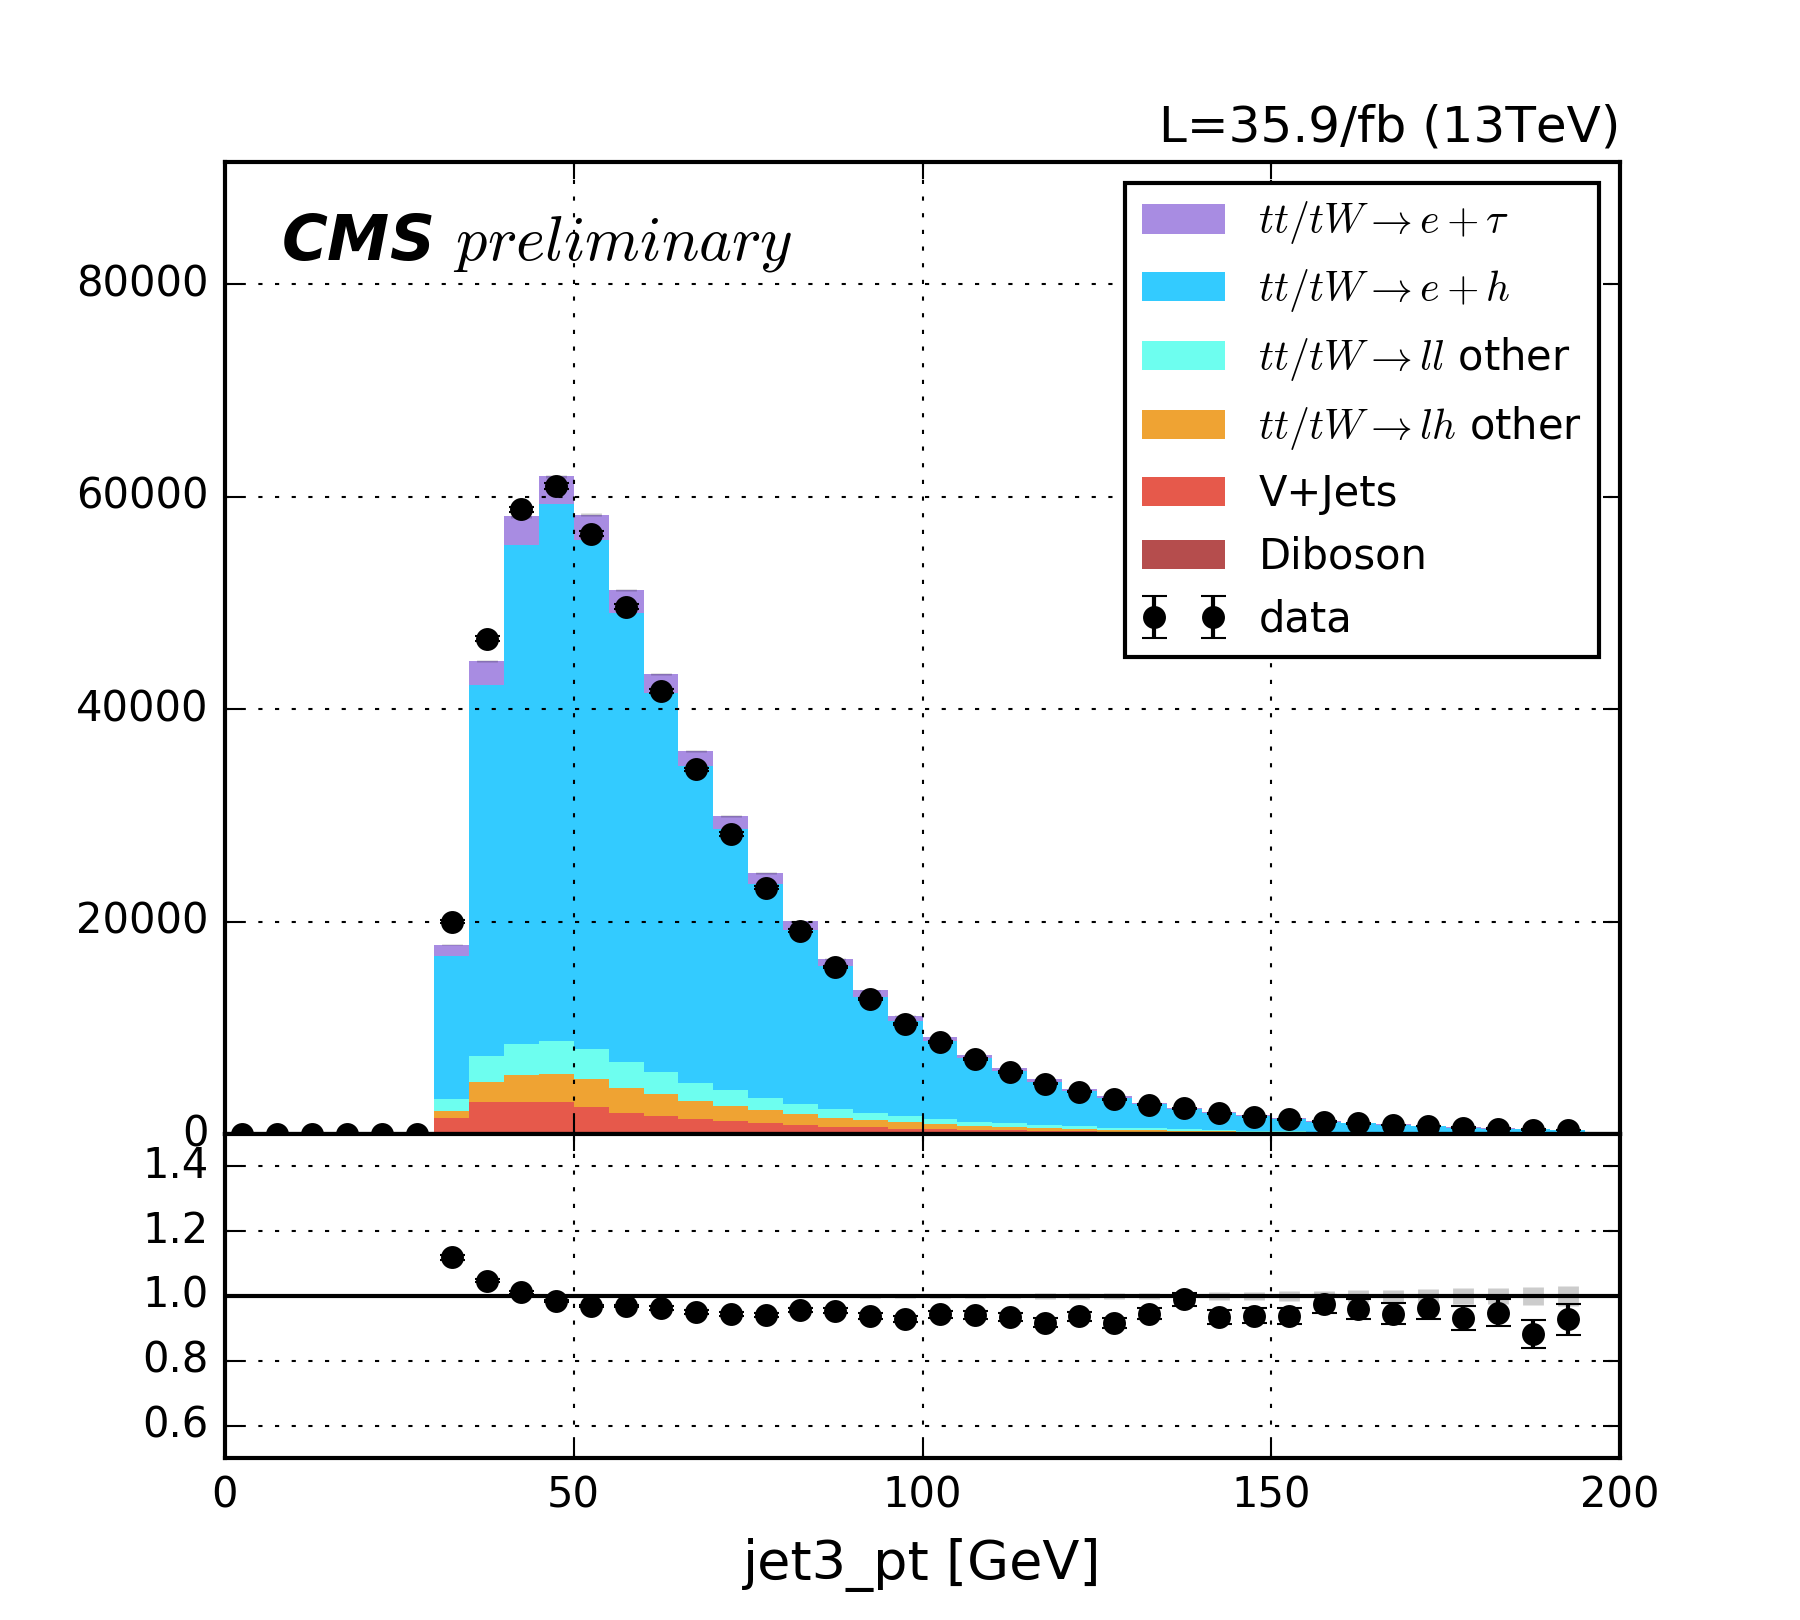 L=35.9/fb (13TeV)
CMS preliminary
tt/tW→e+τ
tt/tW→e+h
tt/tW→ll other
tt/tW→lh other
V+Jets
Diboson
data
80000
60000
40000
20000
0
1.4
1.2
1.0
0.8
0.6
0 50 100 150 200
jet3_pt [GeV]